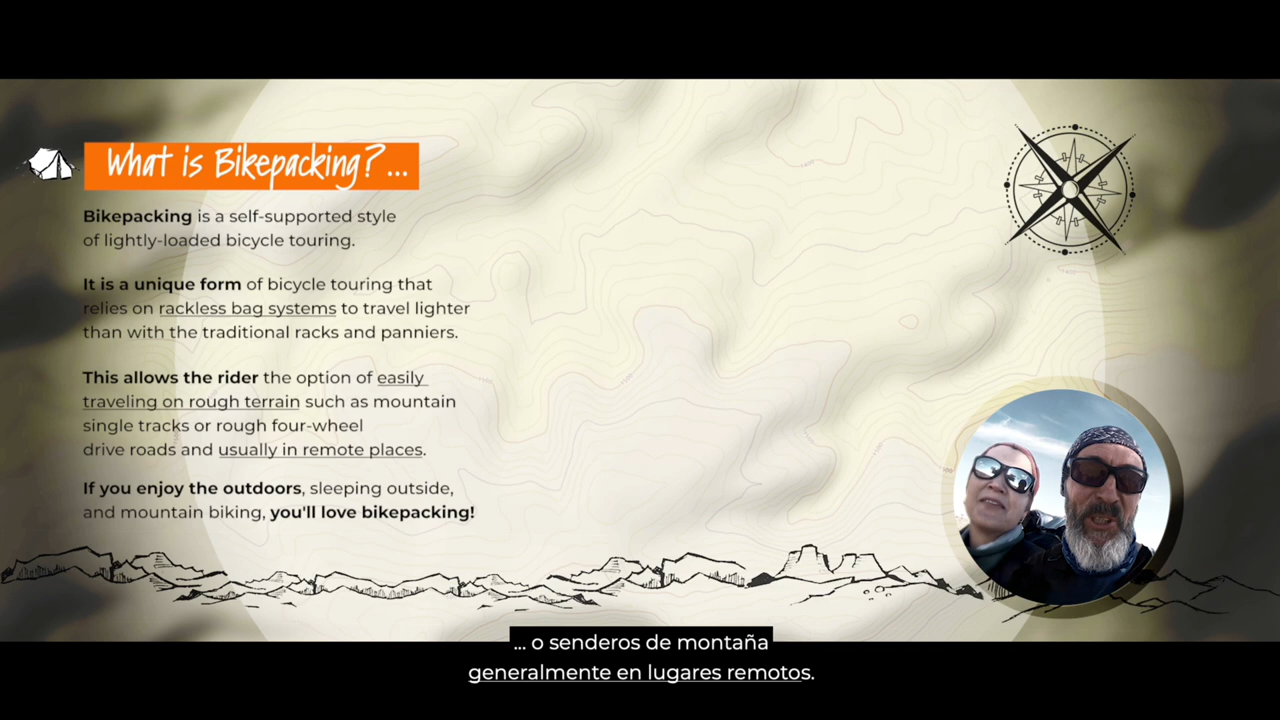 What is Bikepacking? ...
Bikepacking is a self-supported style
of lightly-loaded bicycle touring.
It is a unique form of bicycle touring that
relies on rackless bag systems to travel lighter
than with the traditional racks and panniers.
This allows the rider the option of easily
traveling on rough terrain such as mountain
single tracks or rough four-wheel
drive roads and usually in remote places.
If you enjoy the outdoors, sleeping outside,
and mountain biking, you'll love bikepacking!
... o senderos de montaña
generalmente en lugares remotos.